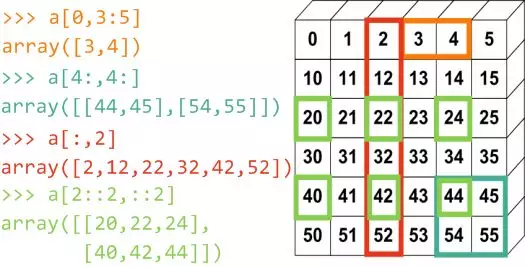 >>> a[0,3:5]
array([3,4])
>>> a[4:,4:]
array([[44,45],[54,55]])
>>> a[:,2]
array([2,12,22,32,42,52])
>>> a[2::2,::2]
array([[20,22,24],
[40,42,44]])
0 1 2 3 4 5
10 11 12 13 14 15
20 21 22 23 24 25
30 31 32 33 34 35
40 41 42 43 44 45
50 51 52 53 54 55